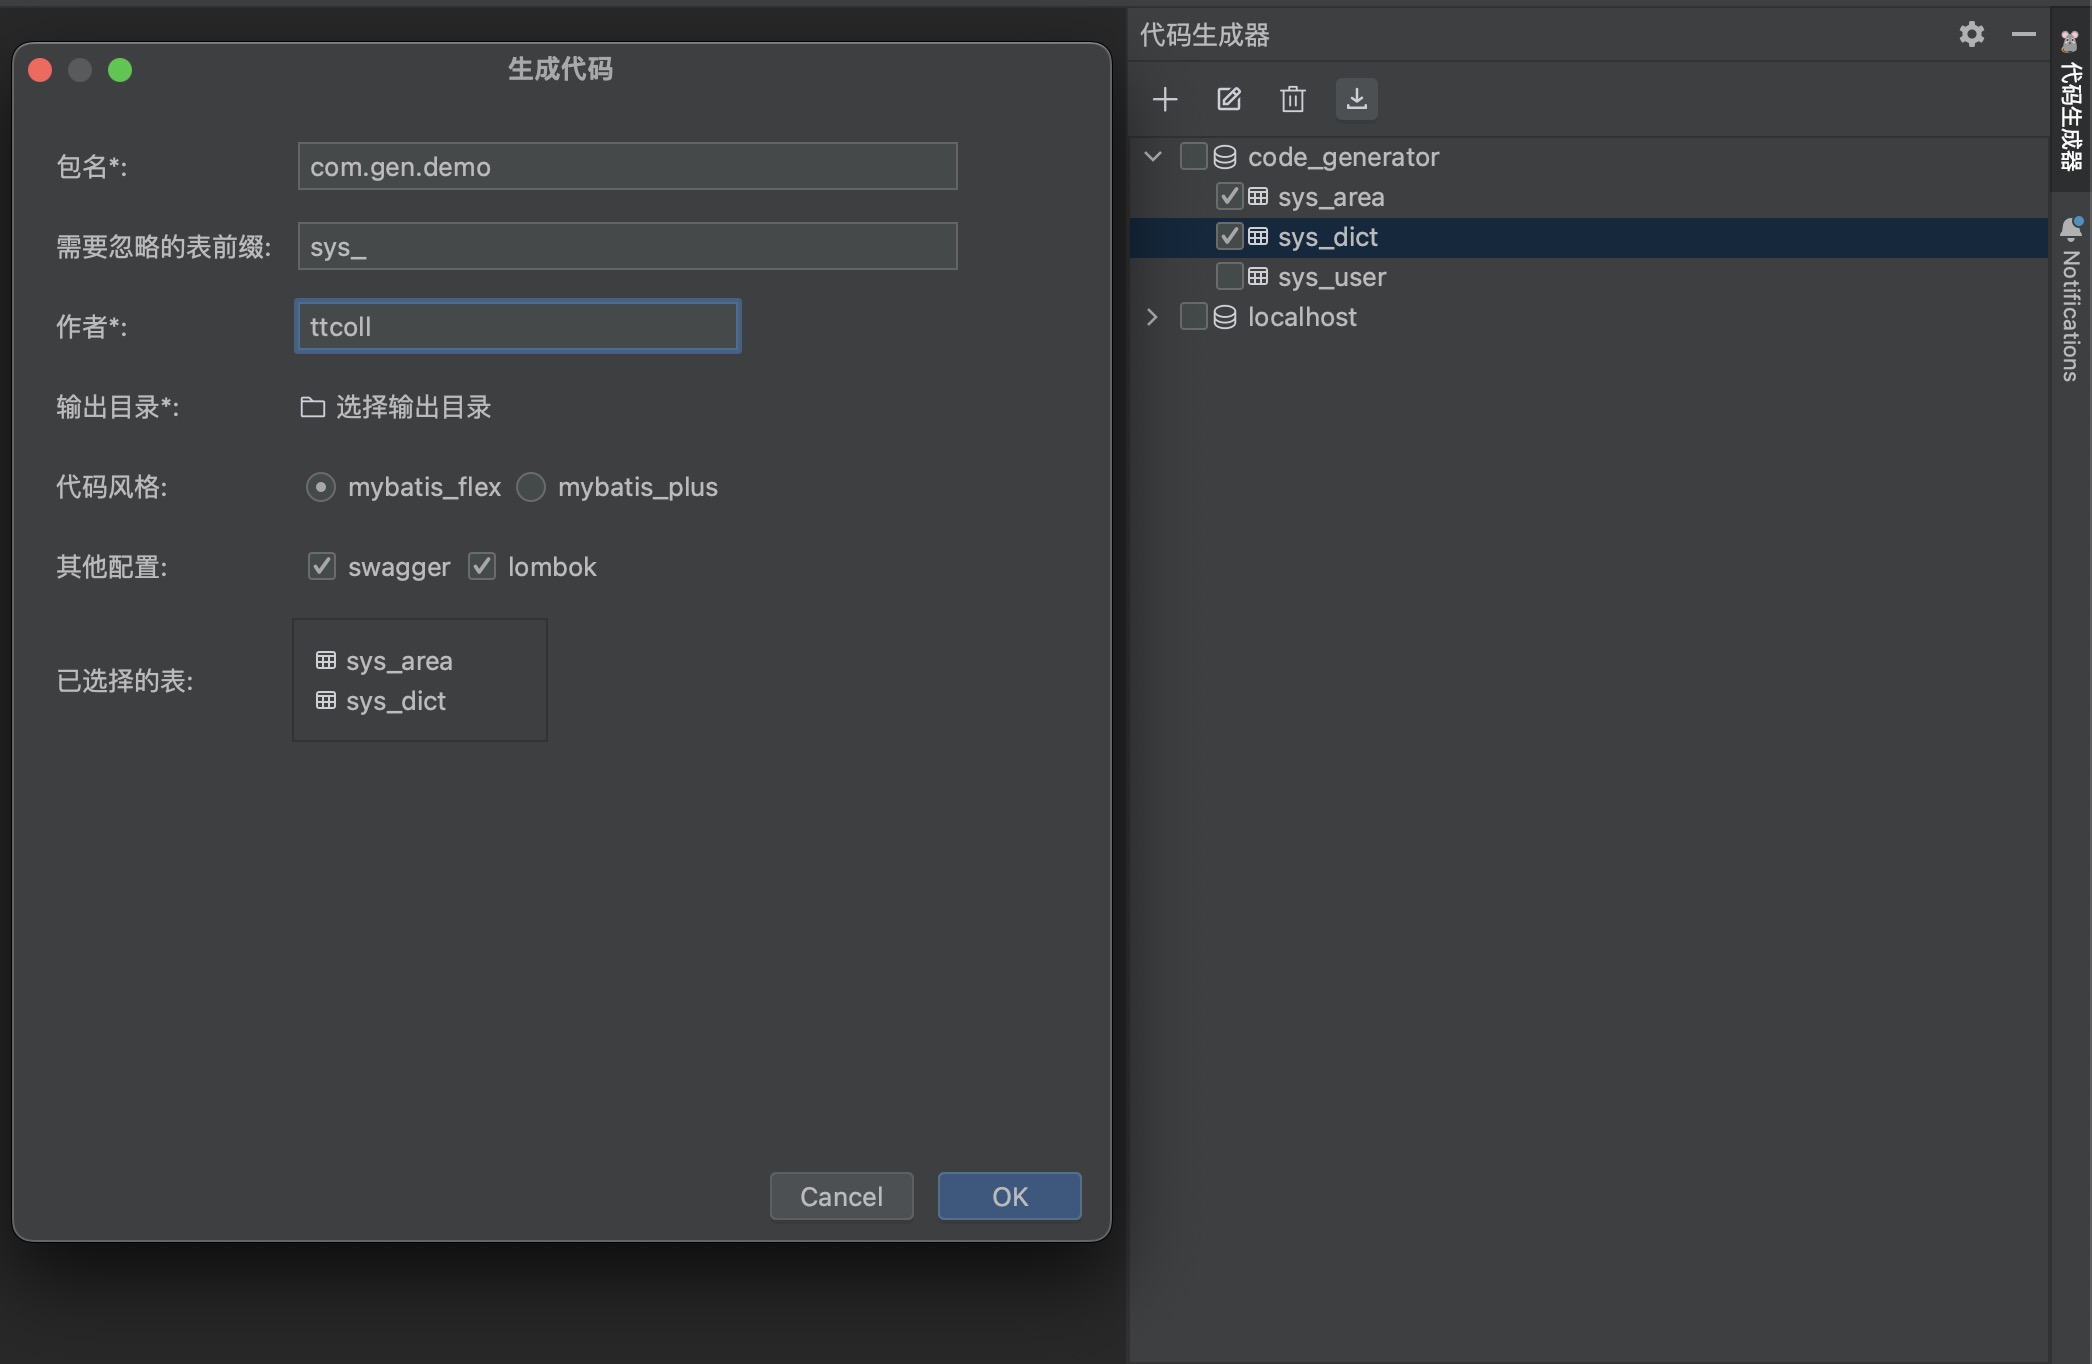 生成代码
包名*:
com.gen.demo
需要忽略的表前缀:
sys_
作者*:
ttcoll
输出目录*:
选择输出目录
代码风格:
mybatis_flex
mybatis_plus
其他配置:
swagger
lombok
已选择的表:
sys_area
sys_dict
Cancel
OK
代码生成器
code_generator
sys_area
sys_dict
sys_user
localhost
代码生成器
Notifications